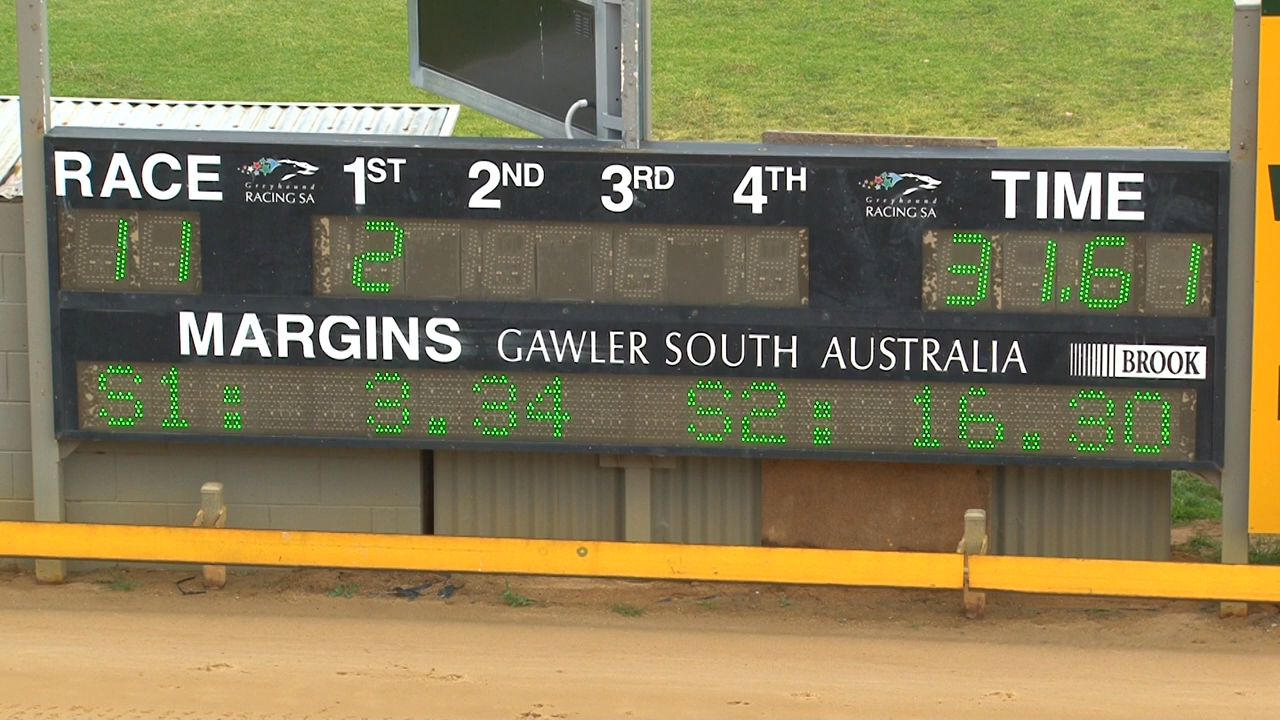 RACE Greyhound RACING SA 1ST 2ND 3RD 4TH Greyhound RACING SA TIME
11 2 31.61
MARGINS GAWLER SOUTH AUSTRALIA BROOK
S1: 3.34 S2: 16.30